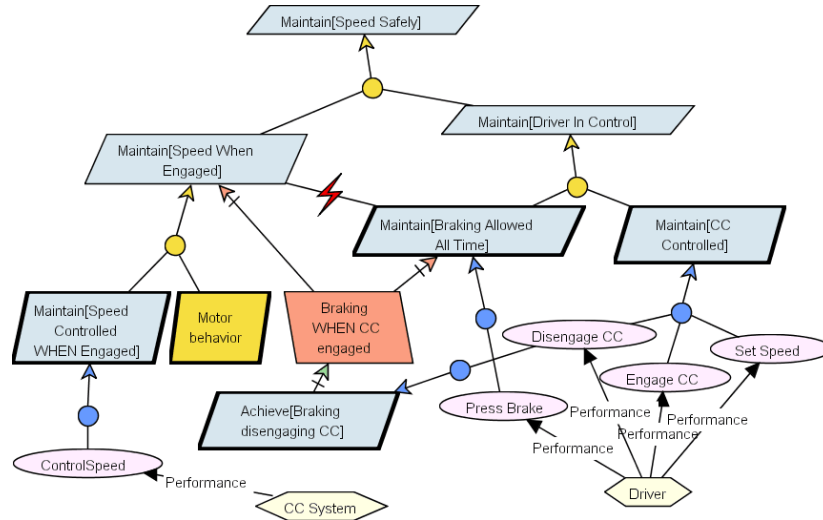 Maintain[Speed Safely]
Maintain[Driver In Control]
Maintain[Speed When
Engaged]
Maintain[Braking Allowed
All Time]
Maintain[CC
Controlled]
Maintain[Speed
Controlled
WHEN Engaged]
Motor
behavior
Braking
WHEN CC
engaged
Disengage CC
Set Speed
Engage CC
Achieve[Braking
disengaging CC]
Press Brake
Performance
Performance
Performance
Performance
ControlSpeed
Performance
CC System
Driver